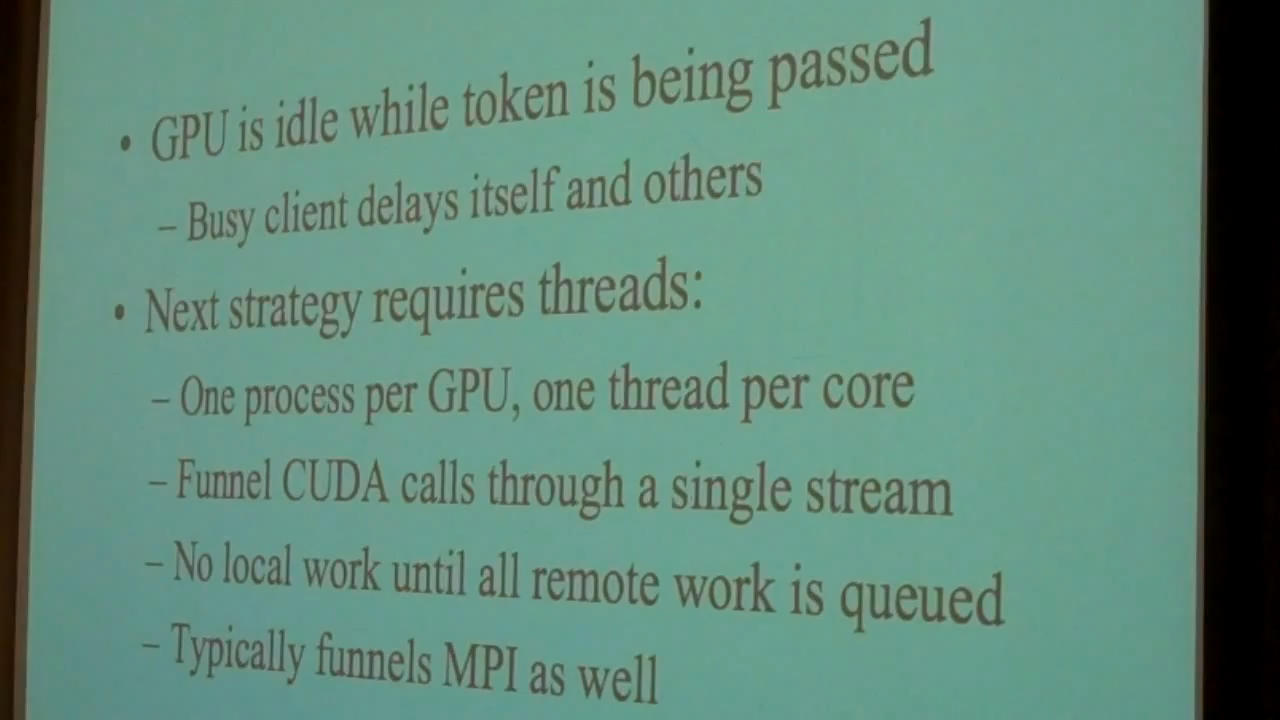 • GPU is idle while token is being passed
– Busy client delays itself and others
• Next strategy requires threads:
– One process per GPU, one thread per core
– Funnel CUDA calls through a single stream
– No local work until all remote work is queued
– Typically funnels MPI as well